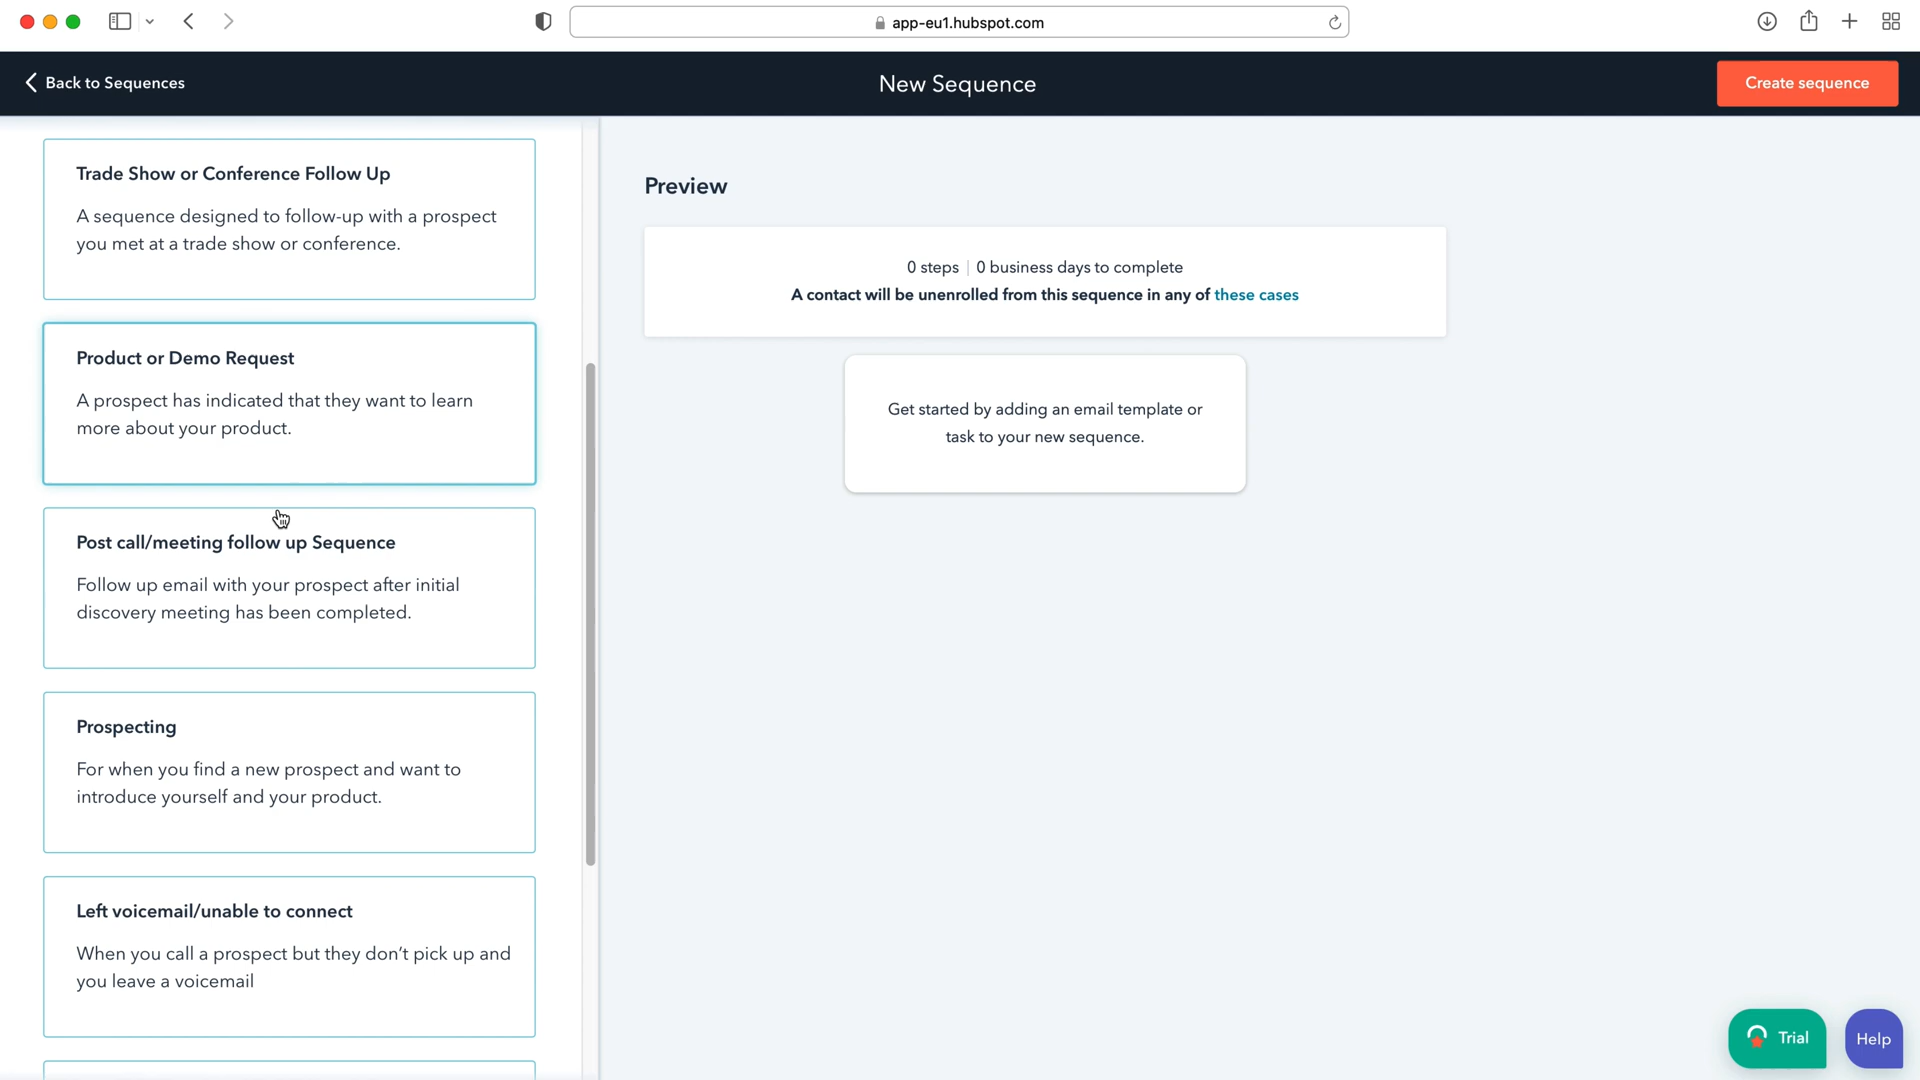 app-eu1.hubspot.com
Back to Sequences
New Sequence
Create sequence
Trade Show or Conference Follow Up
A sequence designed to follow-up with a prospect
you met at a trade show or conference.
Product or Demo Request
A prospect has indicated that they want to learn
more about your product.
Post call/meeting follow up Sequence
Follow up email with your prospect after initial
discovery meeting has been completed.
Prospecting
For when you find a new prospect and want to
introduce yourself and your product.
Left voicemail/unable to connect
When you call a prospect but they don’t pick up and
you leave a voicemail
Preview
0 steps | 0 business days to complete
A contact will be unenrolled from this sequence in any of these cases
Get started by adding an email template or
task to your new sequence.
Trial
Help